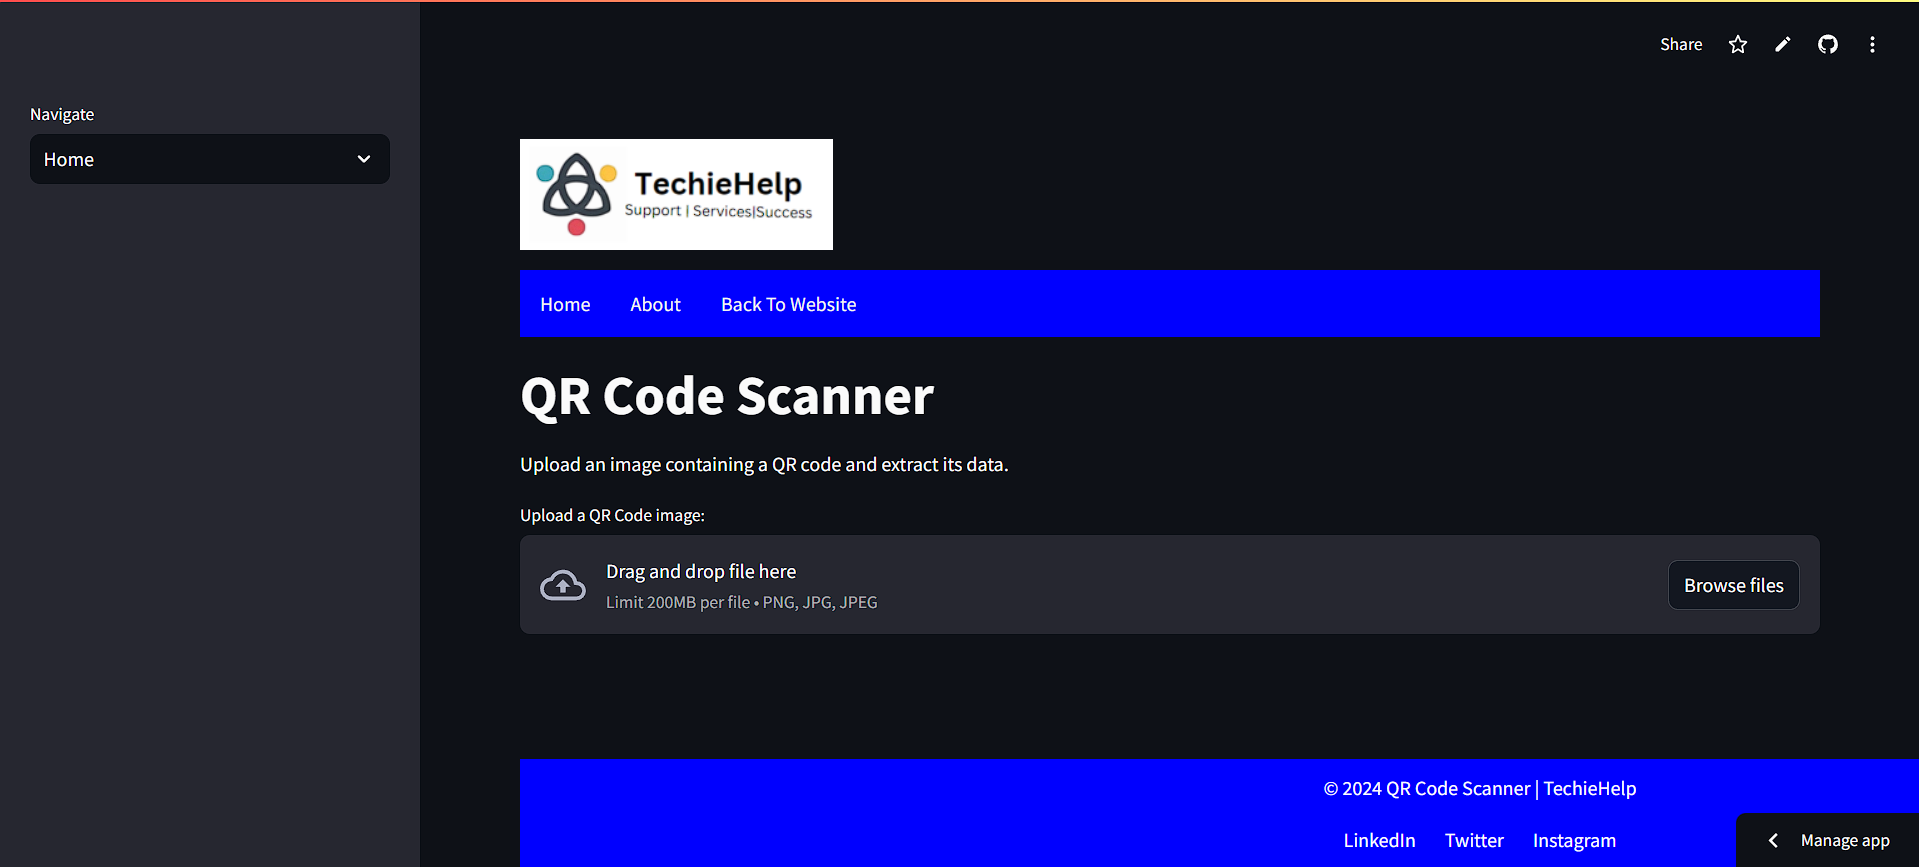 Share
Navigate
Home
TechieHelp
Support | Services|Success
Home About Back To Website
QR Code Scanner
Upload an image containing a QR code and extract its data.
Upload a QR Code image:
Drag and drop file here
Limit 200MB per file • PNG, JPG, JPEG
Browse files
© 2024 QR Code Scanner | TechieHelp
LinkedIn Twitter Instagram
Manage app